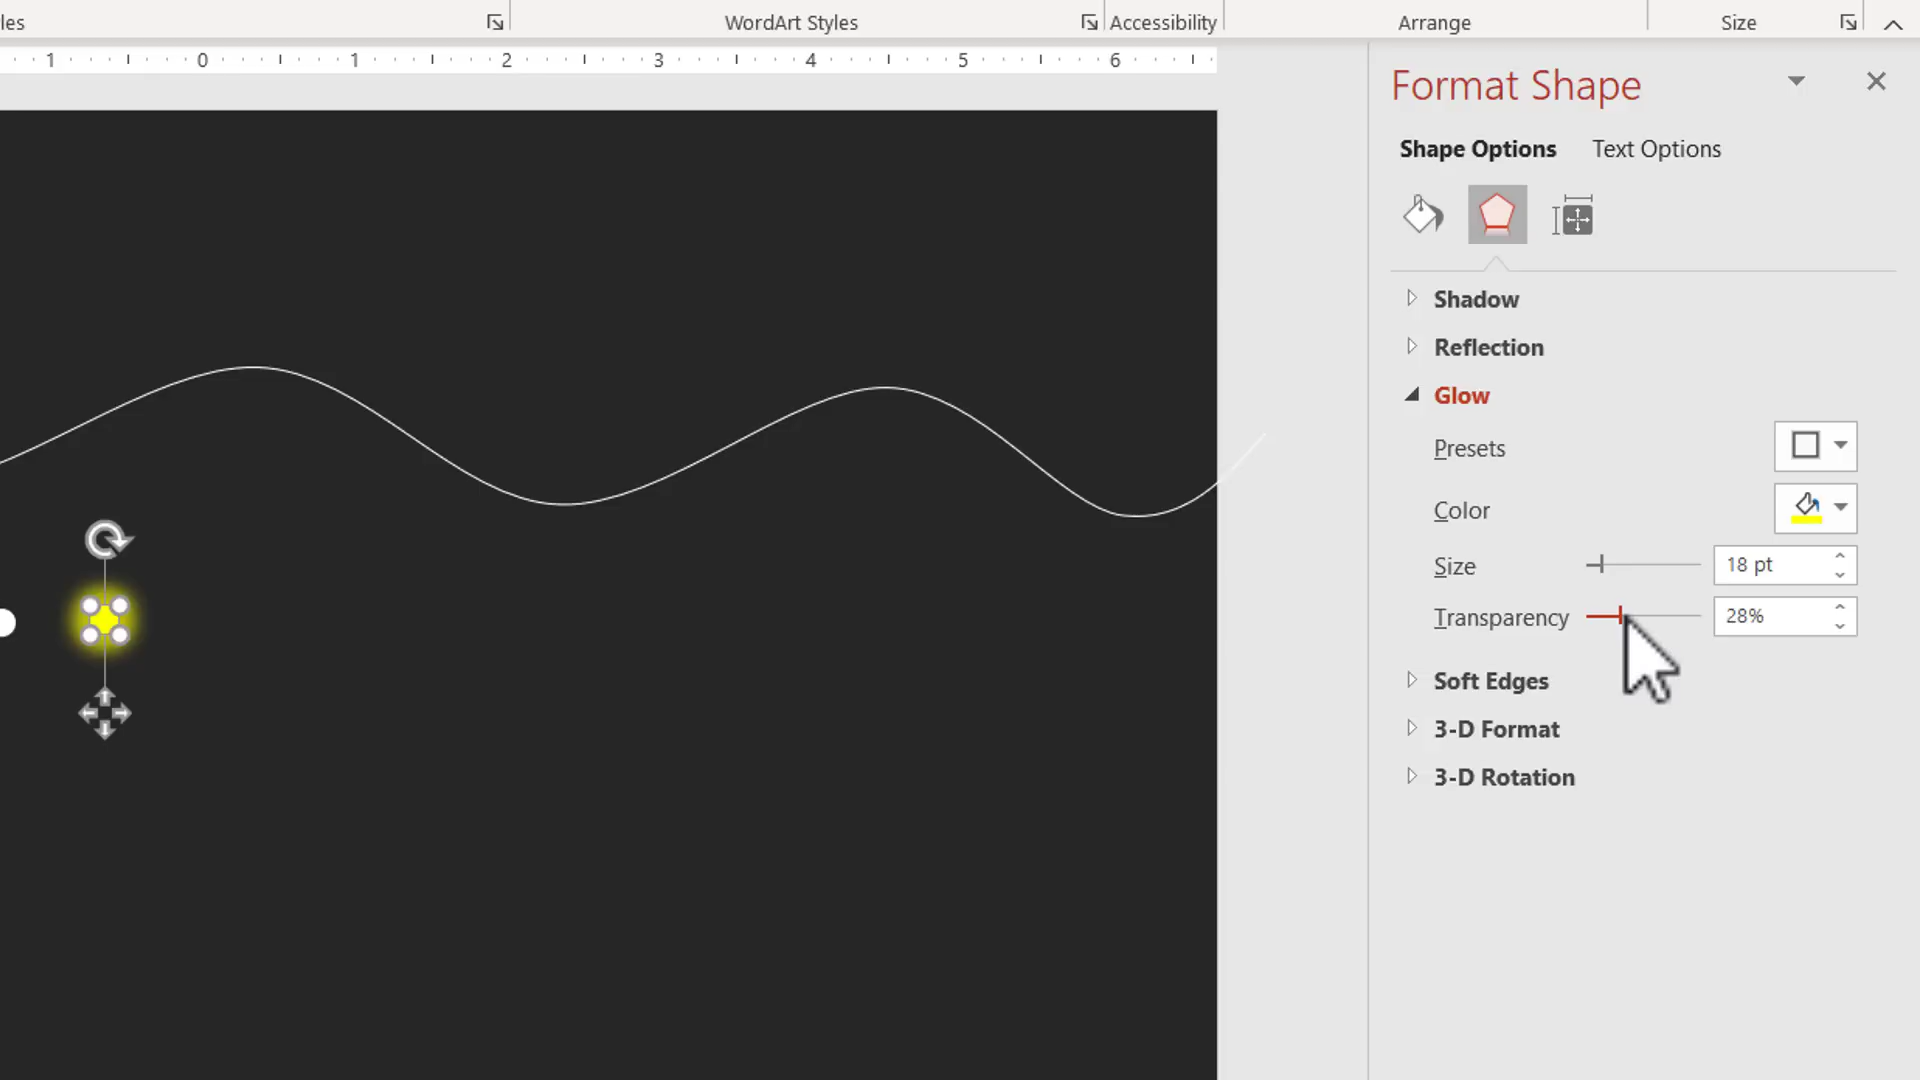 les
WordArt Styles
Accessibility
Arrange
Size
1 0 1 2 3 4 5 6
Format Shape
Shape Options Text Options
Shadow
Reflection
Glow
Presets
Color
Size 18 pt
Transparency 28%
Soft Edges
3-D Format
3-D Rotation